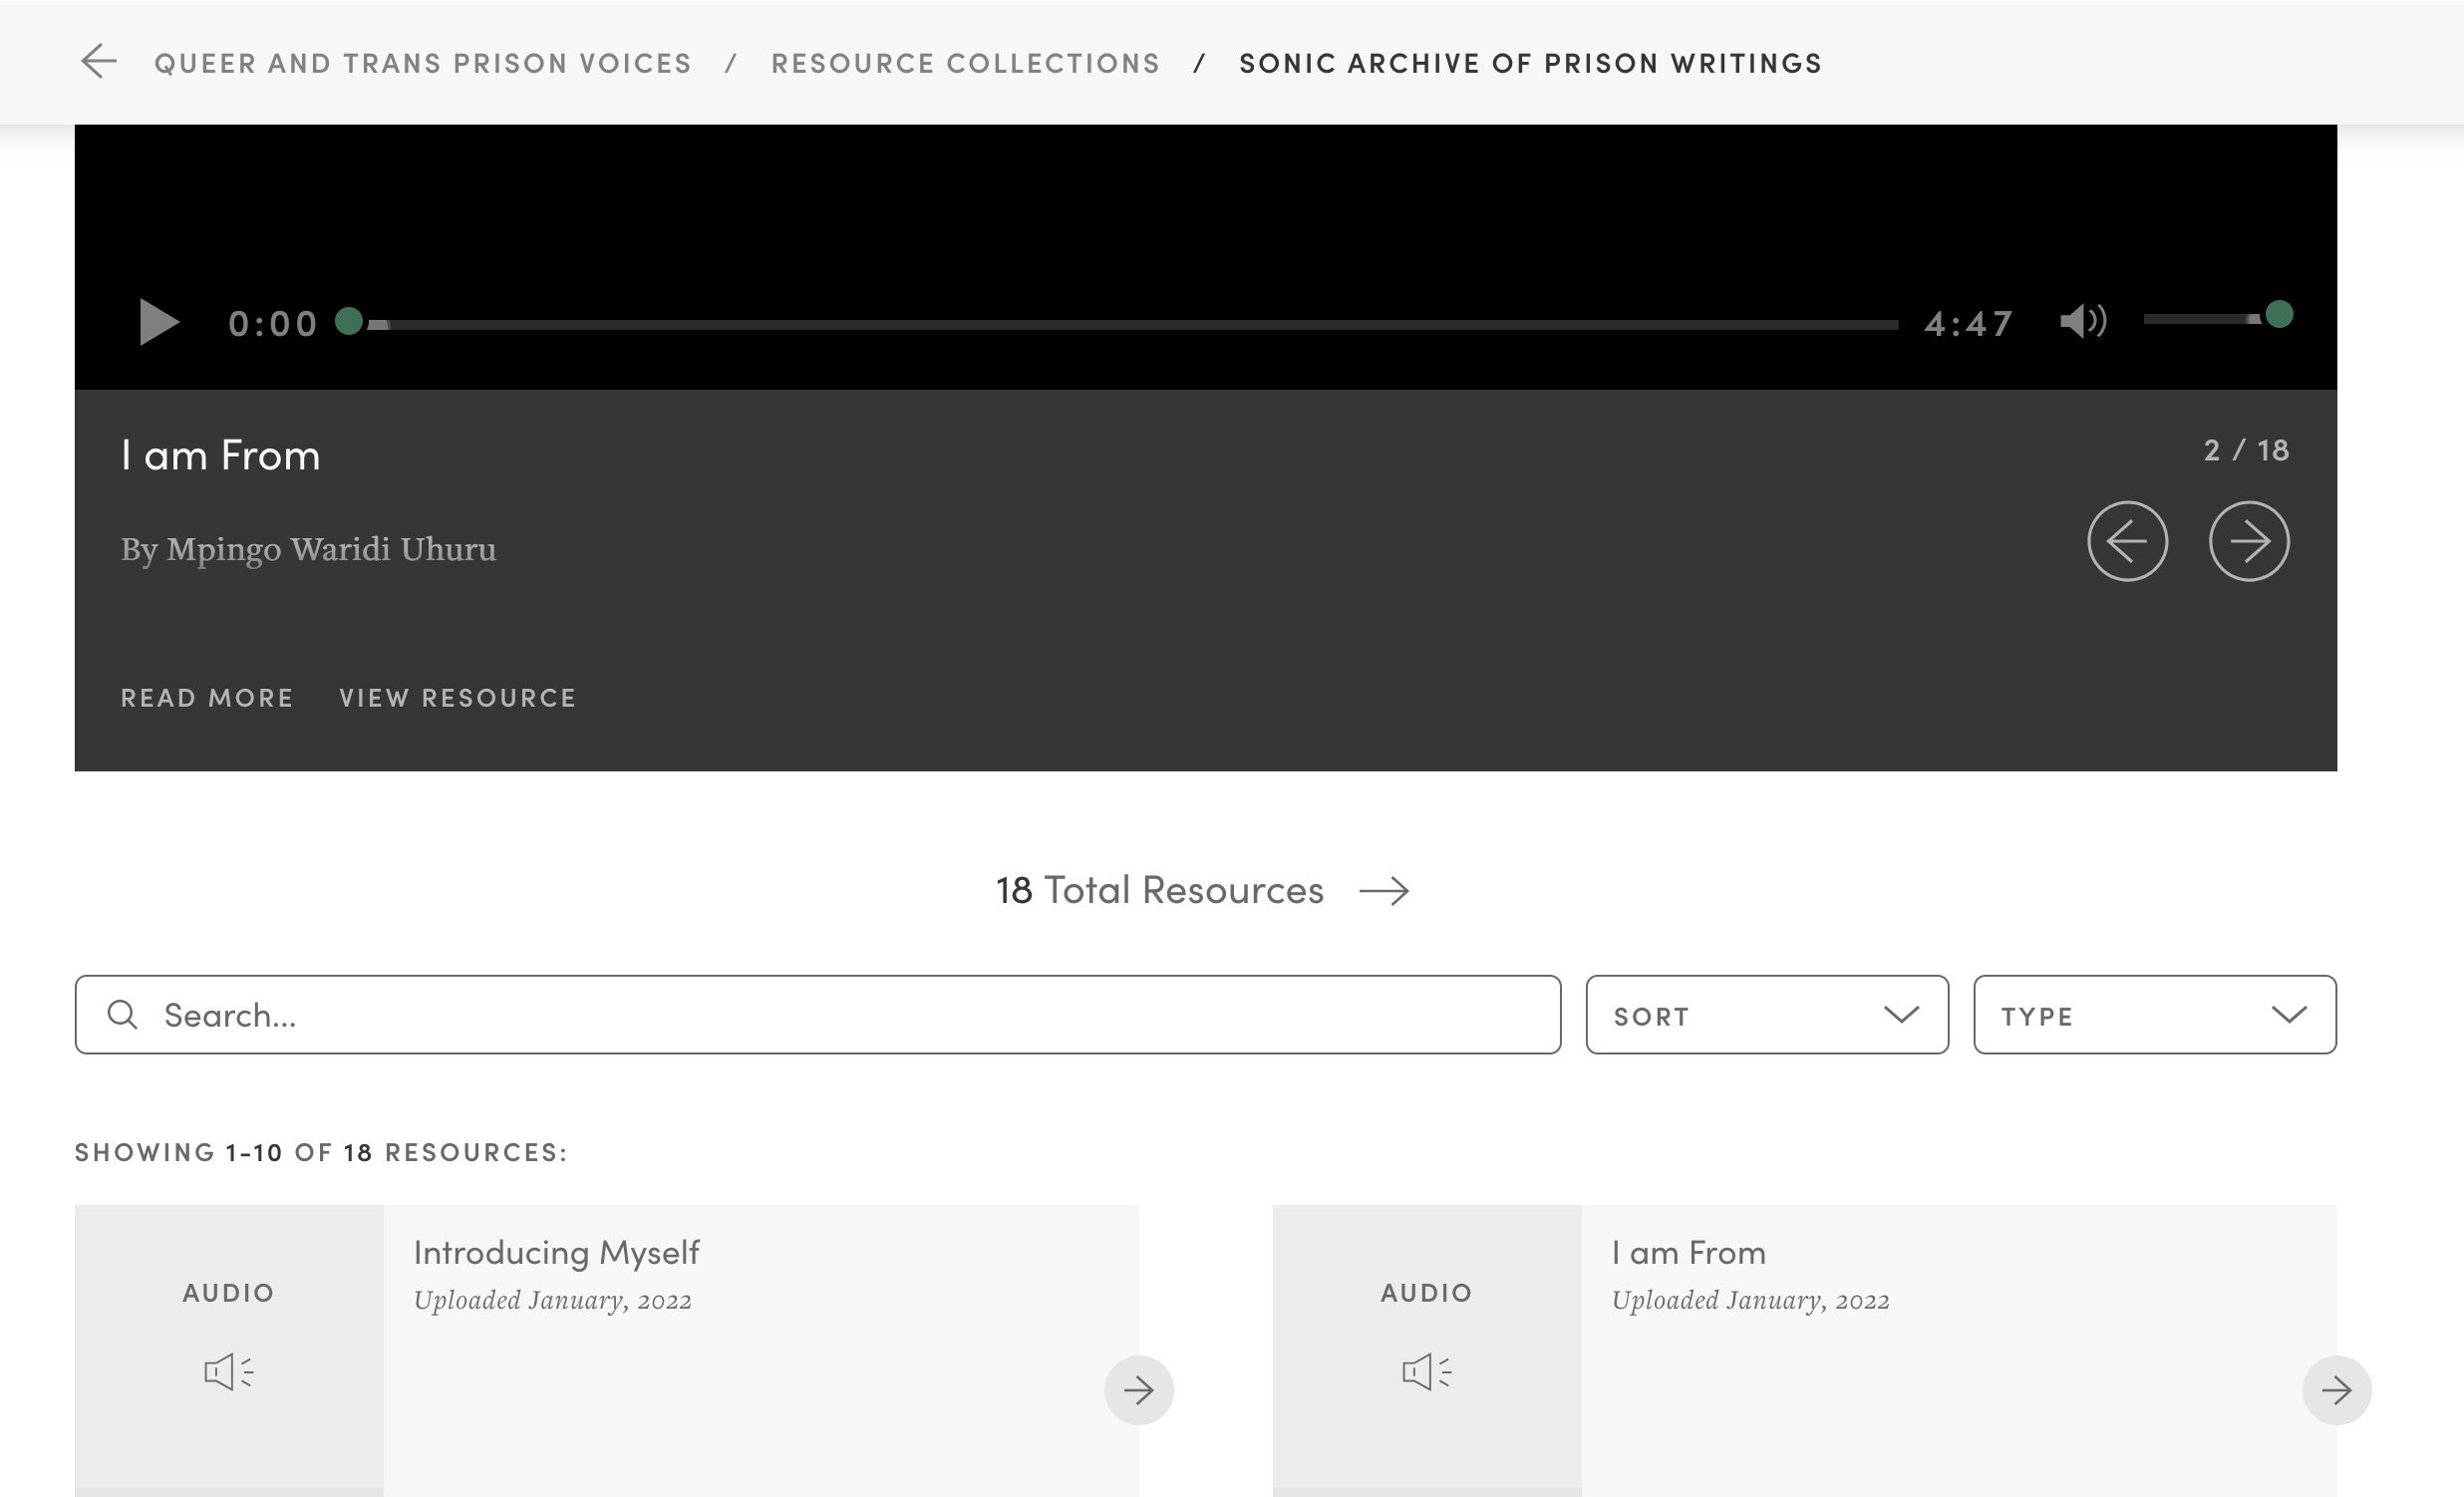 QUEER AND TRANS PRISON VOICES / RESOURCE COLLECTIONS / SONIC ARCHIVE OF PRISON WRITINGS
0:00 4:47
I am From
2 / 18
By Mpingo Waridi Uhuru
READ MORE VIEW RESOURCE
18 Total Resources
Search...
SORT
TYPE
SHOWING 1-10 OF 18 RESOURCES:
AUDIO
Introducing Myself
Uploaded January, 2022
AUDIO
I am From
Uploaded January, 2022